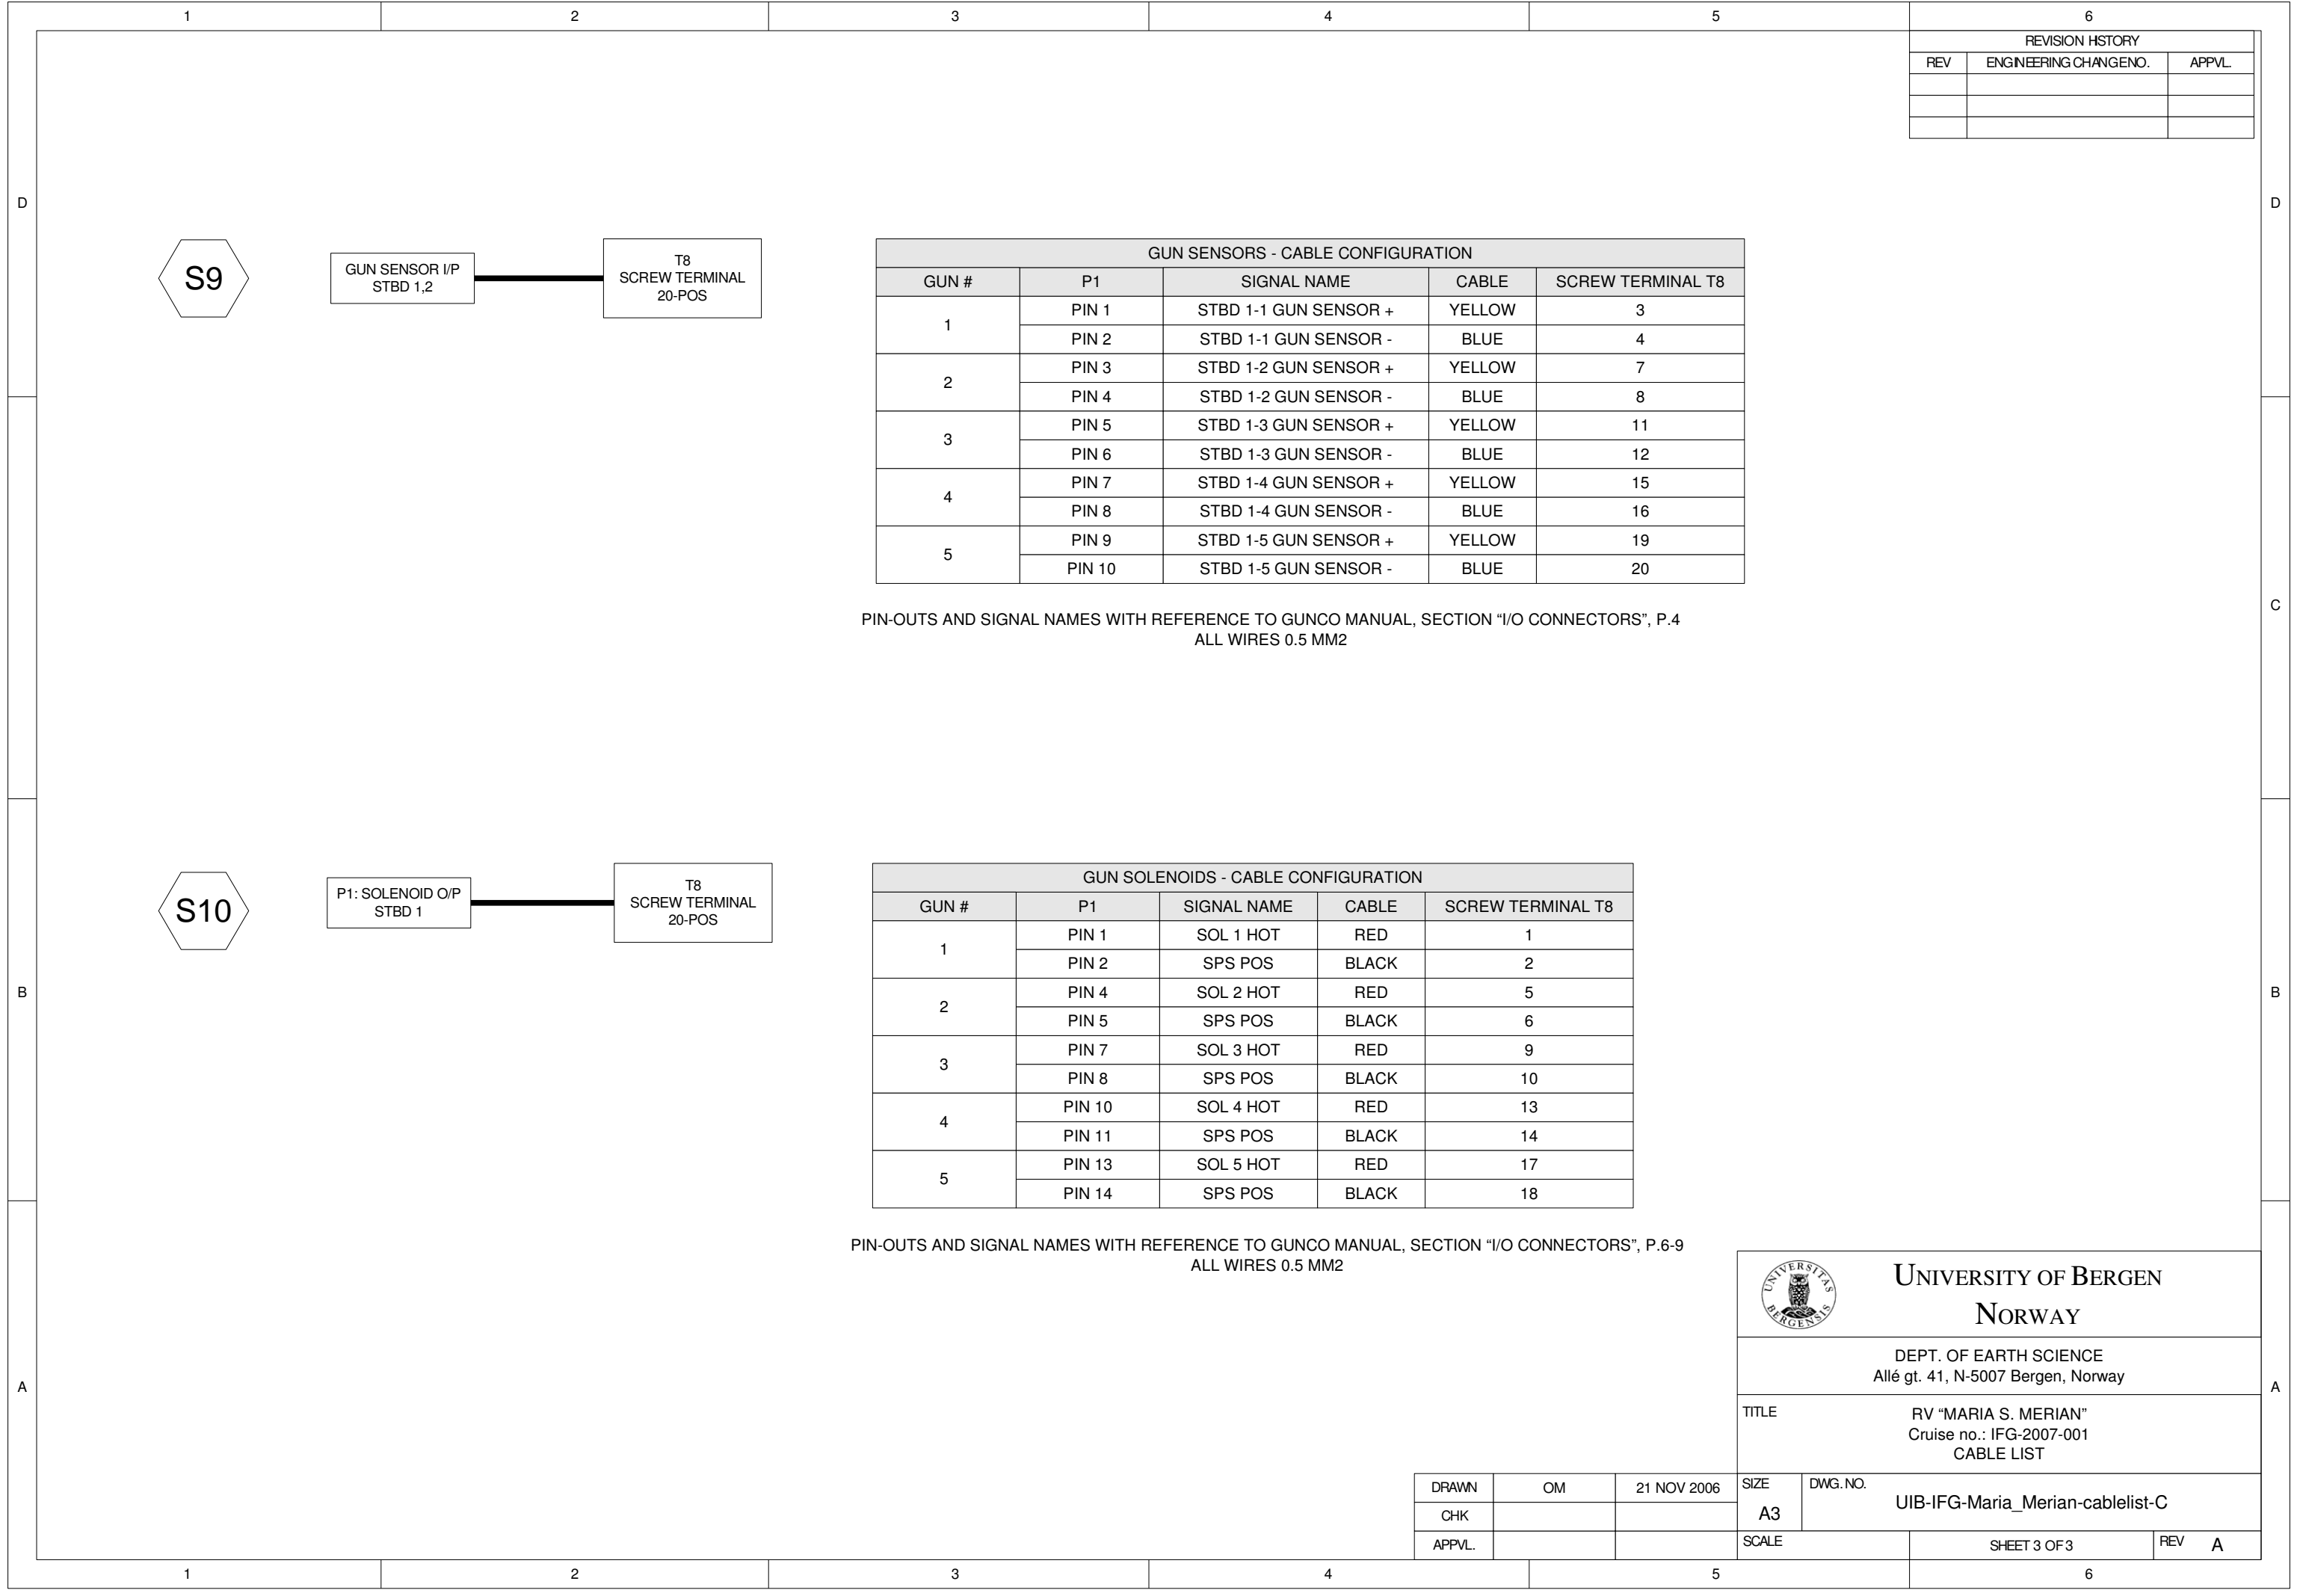 1 2 3 4 5 6
REVISION HISTORY
REV ENGINEERING CHANGE NO. APPVL.
D D
S9
GUN SENSOR I/P
STBD 1,2
T8
SCREW TERMINAL
20-POS
GUN SENSORS - CABLE CONFIGURATION
GUN # P1 SIGNAL NAME CABLE SCREW TERMINAL T8
1 PIN 1 STBD 1-1 GUN SENSOR + YELLOW 3
PIN 2 STBD 1-1 GUN SENSOR - BLUE 4
2 PIN 3 STBD 1-2 GUN SENSOR + YELLOW 7
PIN 4 STBD 1-2 GUN SENSOR - BLUE 8
3 PIN 5 STBD 1-3 GUN SENSOR + YELLOW 11
PIN 6 STBD 1-3 GUN SENSOR - BLUE 12
4 PIN 7 STBD 1-4 GUN SENSOR + YELLOW 15
PIN 8 STBD 1-4 GUN SENSOR - BLUE 16
5 PIN 9 STBD 1-5 GUN SENSOR + YELLOW 19
PIN 10 STBD 1-5 GUN SENSOR - BLUE 20
C
PIN-OUTS AND SIGNAL NAMES WITH REFERENCE TO GUNCO MANUAL, SECTION “I/O CONNECTORS”, P.4
ALL WIRES 0.5 MM2
S10
P1: SOLENOID O/P
STBD 1
T8
SCREW TERMINAL
20-POS
GUN SOLENOIDS - CABLE CONFIGURATION
GUN # P1 SIGNAL NAME CABLE SCREW TERMINAL T8
1 PIN 1 SOL 1 HOT RED 1
PIN 2 SPS POS BLACK 2
2 PIN 4 SOL 2 HOT RED 5
PIN 5 SPS POS BLACK 6
3 PIN 7 SOL 3 HOT RED 9
PIN 8 SPS POS BLACK 10
4 PIN 10 SOL 4 HOT RED 13
PIN 11 SPS POS BLACK 14
5 PIN 13 SOL 5 HOT RED 17
PIN 14 SPS POS BLACK 18
B B
PIN-OUTS AND SIGNAL NAMES WITH REFERENCE TO GUNCO MANUAL, SECTION “I/O CONNECTORS”, P.6-9
ALL WIRES 0.5 MM2
UNIVERSITAS BERGENSIS
UNIVERSITY OF BERGEN
NORWAY
DEPT. OF EARTH SCIENCE
Allé gt. 41, N-5007 Bergen, Norway
A A
TITLE
RV “MARIA S. MERIAN”
Cruise no.: IFG-2007-001
CABLE LIST
DRAWN OM 21 NOV 2006
CHK
APPVL.
SIZE
A3
DWG. NO.
UIB-IFG-Maria_Merian-cablelist-C
SCALE
SHEET 3 OF 3
REV A
1 2 3 4 5 6